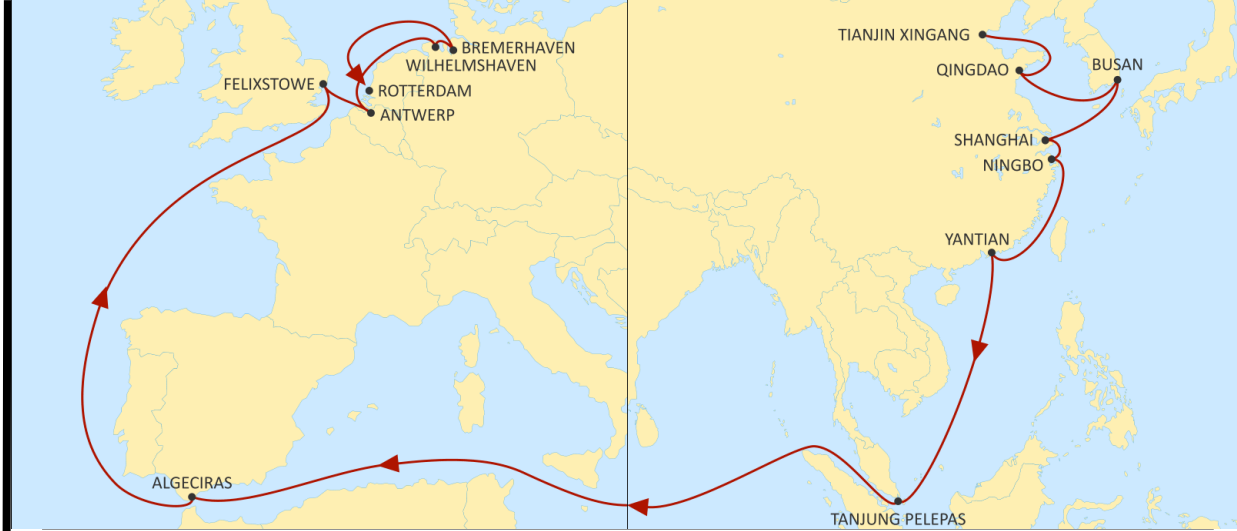 TIANJIN XINGANG
BREMERHAVEN
WILHELMSHAVEN
BUSAN
QINGDAO
FELIXSTOWE
ROTTERDAM
ANTWERP
SHANGHAI
NINGBO
YANTIAN
ALGECIRAS
TANJUNG PELEPAS